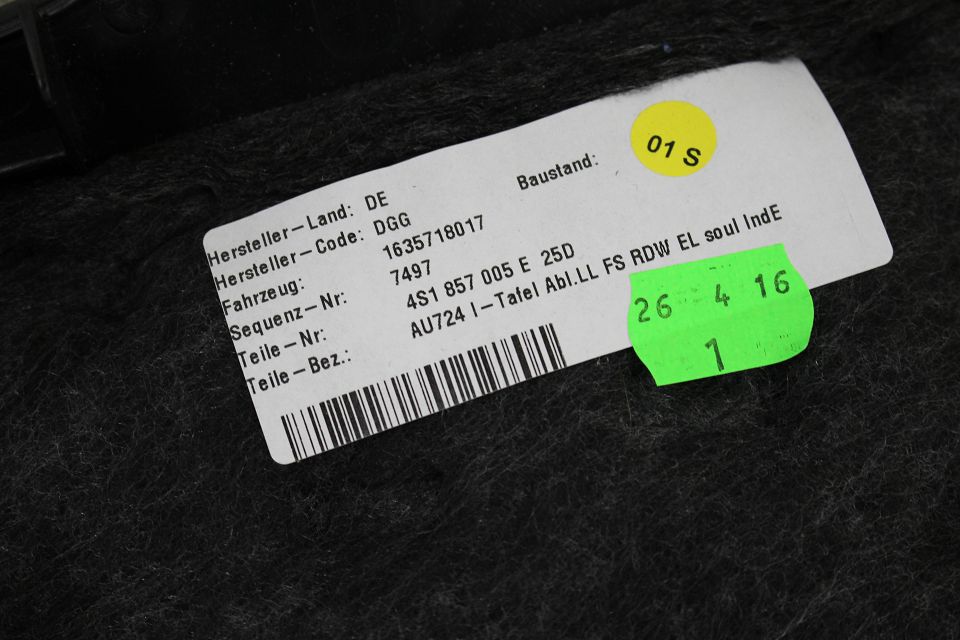 Hersteller-Land: DE
Baustand:
01 S
Hersteller-Code: DGG
Fahrzeug: 1635718017
Sequenz-Nr: 7497
Teile-Nr: 4S1 857 005 E 25D
Teile-Bez.: AU724 I-Tafel Abl.LL FS RDW EL soul IndE
26 4 16
1